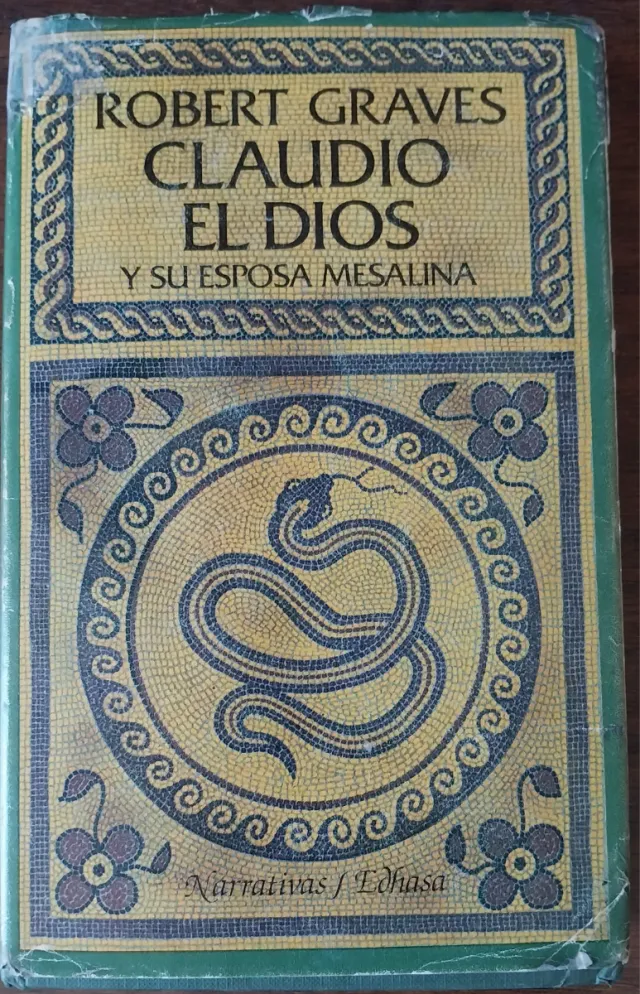 ROBERT GRAVES
CLAUDIO
EL DIOS
Y SU ESPOSA MESALINA
Narrativas / Edhasa